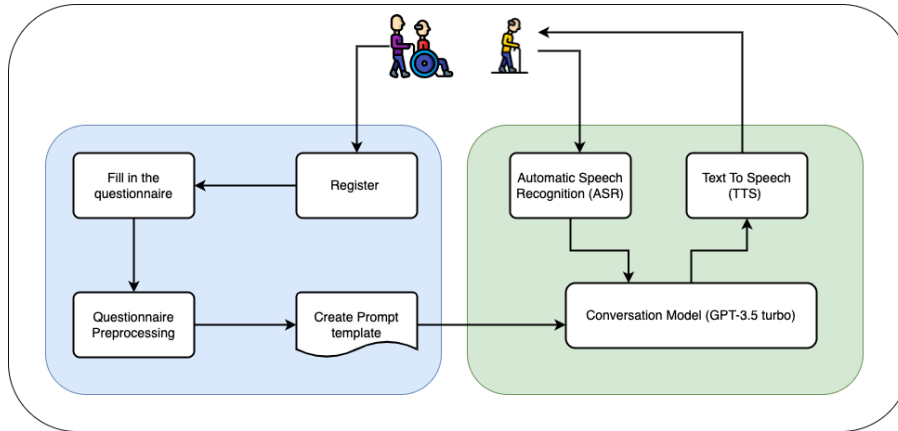 Fill in the
questionnaire
Register
Automatic Speech
Recognition (ASR)
Text To Speech
(TTS)
Questionnaire
Preprocessing
Create Prompt
template
Conversation Model (GPT-3.5 turbo)